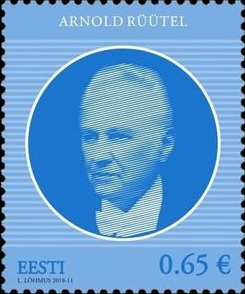 ARNOLD RÜÜTEL
EESTI 0.65 €
L. LÕHMUS 2018-11